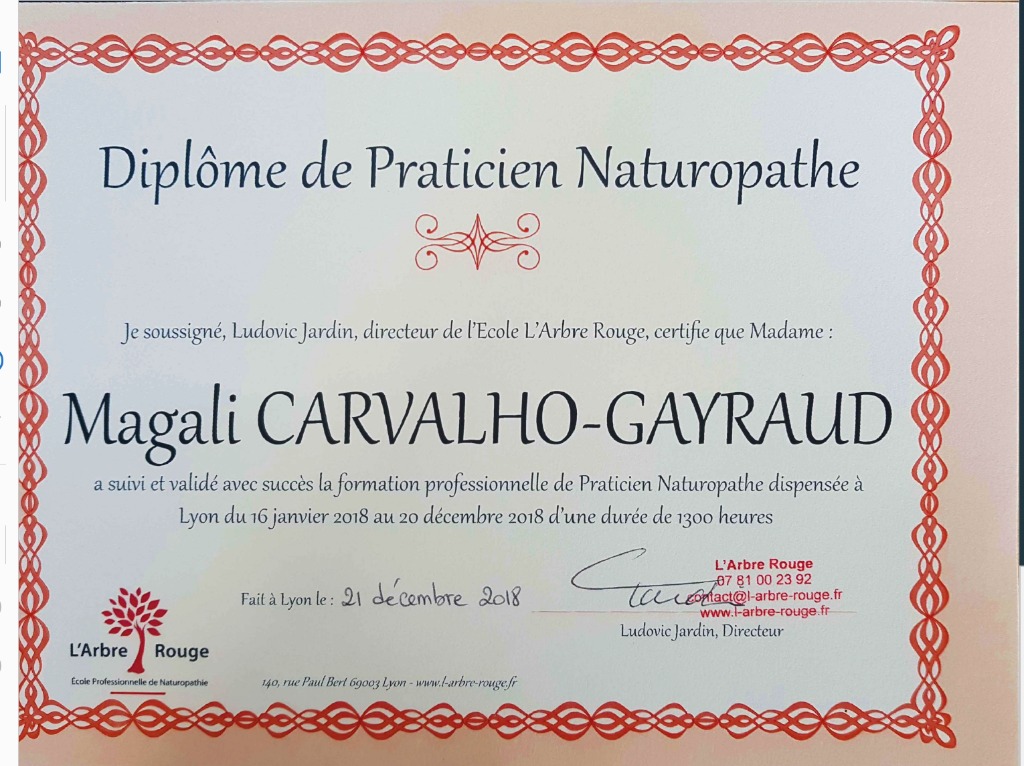 Diplôme de Praticien Naturopathe
Je soussigné, Ludovic Jardin, directeur de l'Ecole L'Arbre Rouge, certifie que Madame :
Magali CARVALHO-GAYRAUD
a suivi et validé avec succès la formation professionnelle de Praticien Naturopathe dispensée à
Lyon du 16 janvier 2018 au 20 décembre 2018 d'une durée de 1300 heures
Fait à Lyon le : 21 décembre 2018
L'Arbre Rouge
07 81 00 23 92
contact@l-arbre-rouge.fr
www.l-arbre-rouge.fr
Ludovic Jardin, Directeur
L'Arbre Rouge
École Professionnelle de Naturopathie
140, rue Paul Bert 69003 Lyon - www.l-arbre-rouge.fr